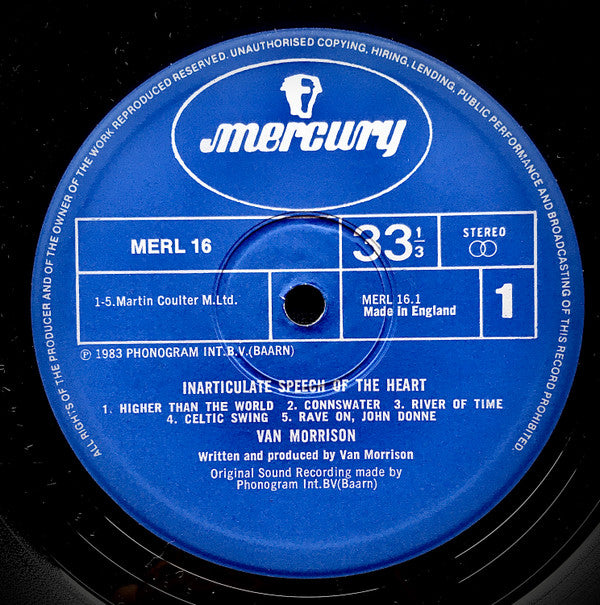 ALL RIGHTS OF THE PRODUCER AND OF THE OWNER OF THE WORK REPRODUCED RESERVED. UNAUTHORISED COPYING, HIRING, LENDING, PUBLIC PERFORMANCE AND BROADCASTING OF THIS RECORD PROHIBITED.
mercury
MERL 16
33 1/3
STEREO
1-5. Martin Coulter M.Ltd.
MERL 16.1
Made in England
1
℗ 1983 PHONOGRAM INT.B.V.(BAARN)
INARTICULATE SPEECH OF THE HEART
1. HIGHER THAN THE WORLD 2. CONNSWATER 3. RIVER OF TIME
4. CELTIC SWING 5. RAVE ON, JOHN DONNE
VAN MORRISON
Written and produced by Van Morrison
Original Sound Recording made by
Phonogram Int.BV(Baarn)